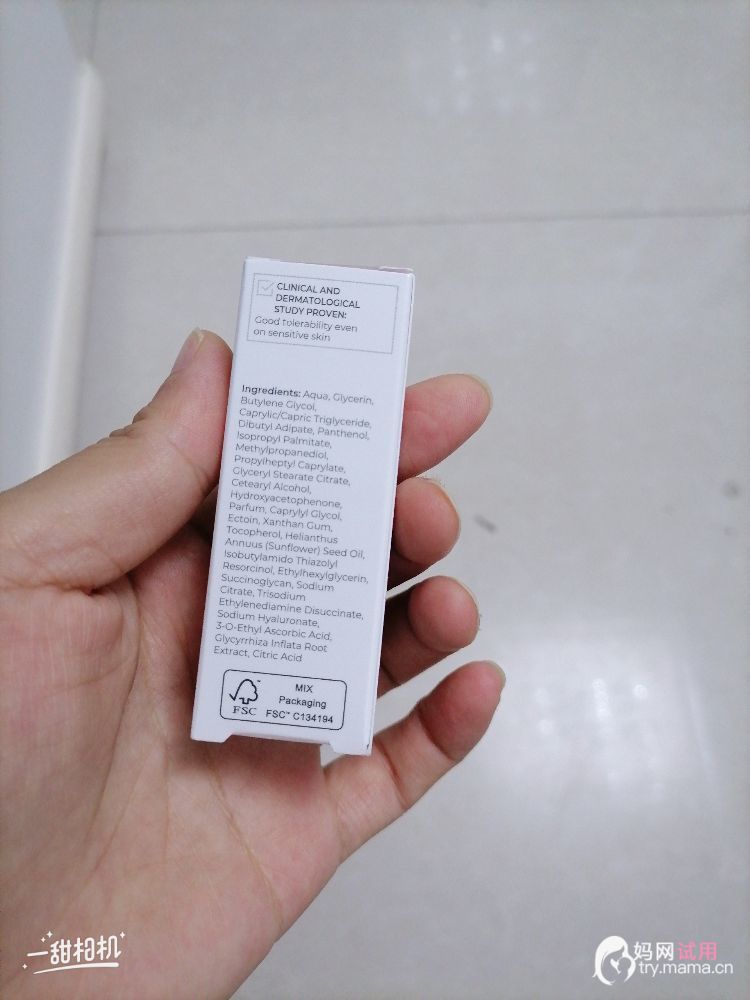 CLINICAL AND
DERMATOLOGICAL
STUDY PROVEN:
Good tolerability even
on sensitive skin
Ingredients: Aqua, Glycerin,
Butylene Glycol,
Caprylic/Capric Triglyceride,
Dibutyl Adipate, Panthenol,
Isopropyl Palmitate,
Methylpropanediol,
Propylheptyl Caprylate,
Glyceryl Stearate Citrate,
Cetearyl Alcohol,
Hydroxyacetophenone,
Parfum, Caprylyl Glycol,
Ectoin, Xanthan Gum,
Tocopherol, Helianthus
Annuus (Sunflower) Seed Oil,
Isobutylamido Thiazolyl
Resorcinol, Ethylhexylglycerin,
Succinoglycan, Sodium
Citrate, Trisodium
Ethylenediamine Disuccinate,
Sodium Hyaluronate,
3-O-Ethyl Ascorbic Acid,
Glycyrrhiza Inflata Root
Extract, Citric Acid
FSC™
MIX
Packaging
FSC™ C134194
一甜相机
妈网试用
try.mama.cn